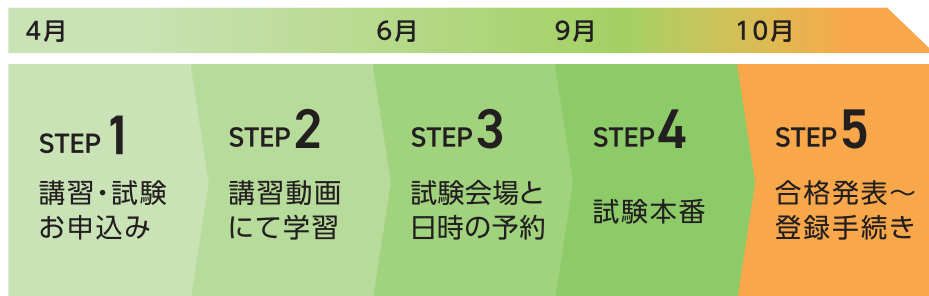 4月 6月 9月 10月
STEP 1
講習・試験
お申込み
STEP 2
講習動画
にて学習
STEP 3
試験会場と
日時の予約
STEP 4
試験本番
STEP 5
合格発表～
登録手続き